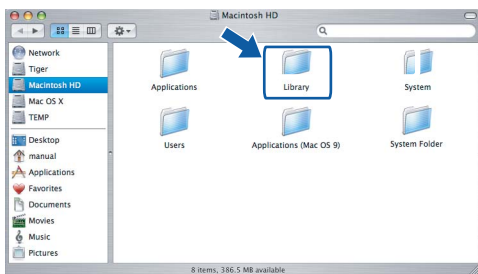 Macintosh HD
Network
Tiger
Macintosh HD
Mac OS X
TEMP
Desktop
manual
Applications
Favorites
Documents
Movies
Music
Pictures
Applications
Library
System
Users
Applications (Mac OS 9)
System Folder
8 items, 386.5 MB available